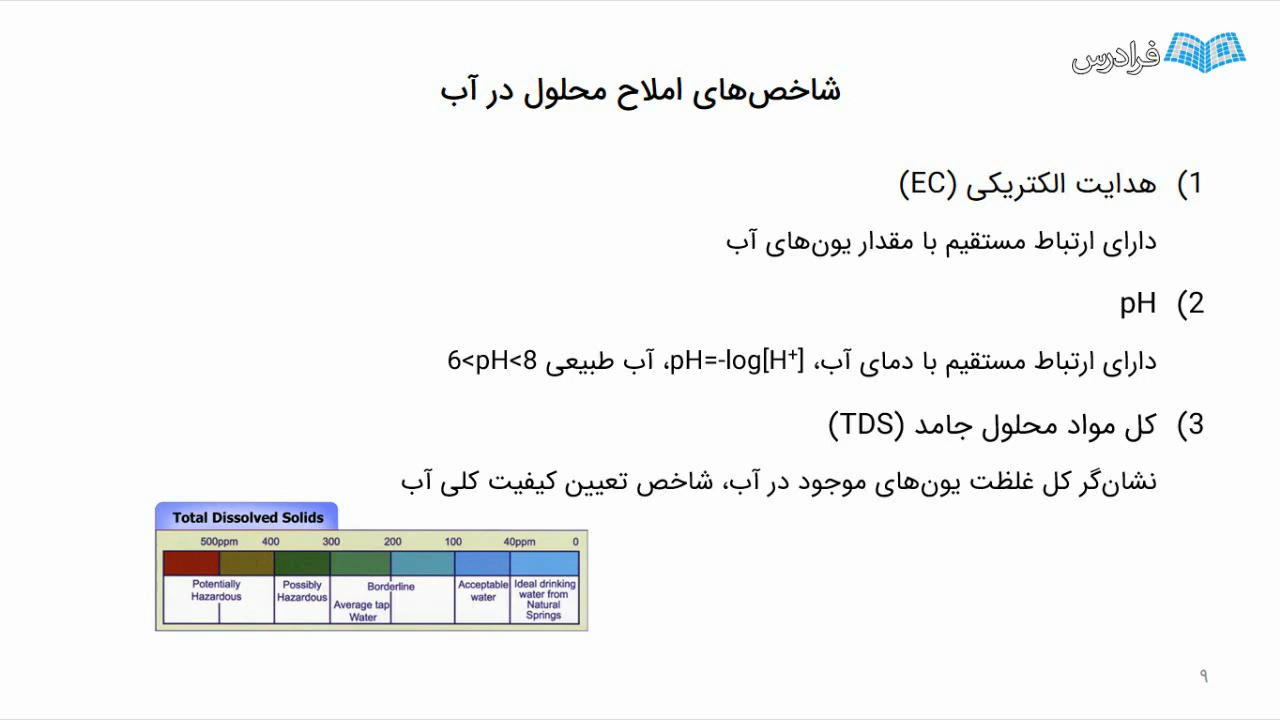 فرادرس
شاخص‌های املاح محلول در آب
1) هدایت الکتریکی (EC)
دارای ارتباط مستقیم با مقدار یون‌های آب
2) pH
دارای ارتباط مستقیم با دمای آب، pH=-log[H⁺]، آب طبیعی 6<pH<8
3) کل مواد محلول جامد (TDS)
نشان‌گر کل غلظت یون‌های موجود در آب، شاخص تعیین کیفیت کلی آب
Total Dissolved Solids
500ppm 400 300 200 100 40ppm 0
Potentially Hazardous
Possibly Hazardous
Borderline
Average tap Water
Acceptable water
Ideal drinking water from Natural Springs
۹